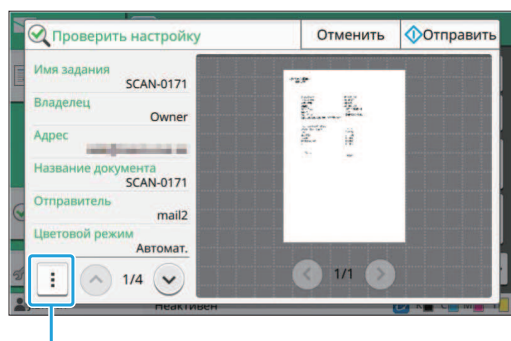 Проверить настройку
Отменить
Отправить
Имя задания
SCAN-0171
Владелец
Owner
Адрес
Название документа
SCAN-0171
Отправитель
mail2
Цветовой режим
Автомат.
1/4
1/1
Неактивен
K
C
M